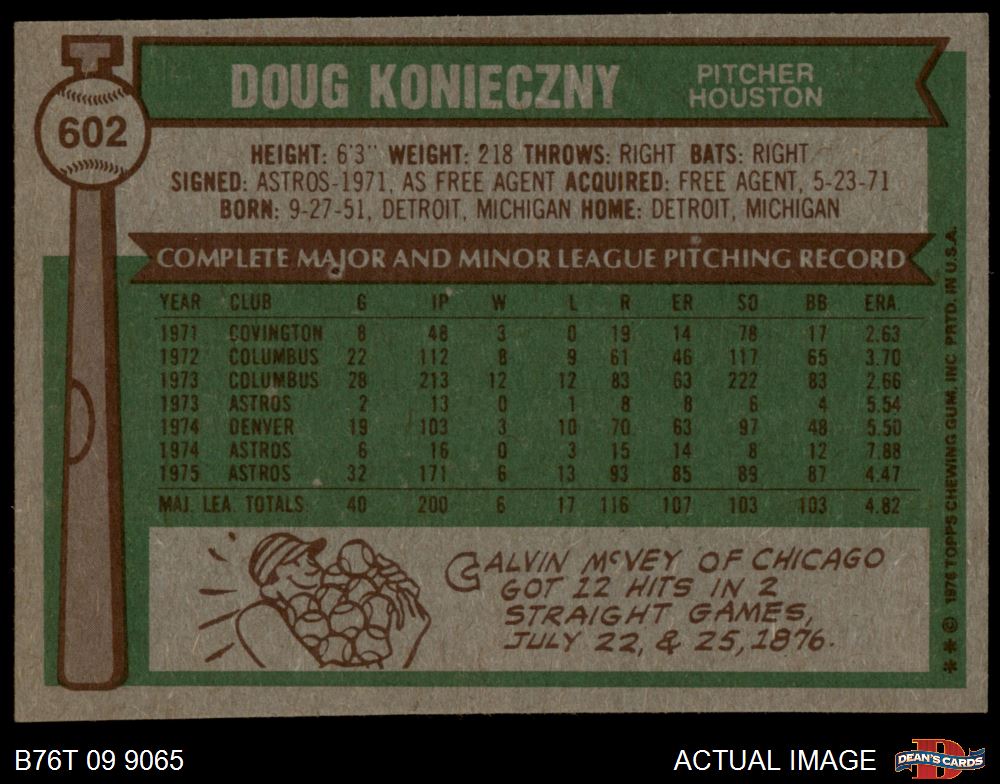 602
DOUG KONIECZNY
PITCHER
HOUSTON
HEIGHT: 6'3" WEIGHT: 218 THROWS: RIGHT BATS: RIGHT
SIGNED: ASTROS-1971, AS FREE AGENT ACQUIRED: FREE AGENT, 5-23-71
BORN: 9-27-51, DETROIT, MICHIGAN HOME: DETROIT, MICHIGAN
COMPLETE MAJOR AND MINOR LEAGUE PITCHING RECORD
YEAR CLUB G IP W L R ER SO BB ERA.
1971 COVINGTON 8 48 3 0 19 14 78 17 2.63
1972 COLUMBUS 22 112 8 9 61 46 117 65 3.70
1973 COLUMBUS 28 213 12 12 83 63 222 83 2.66
1973 ASTROS 2 13 0 1 8 8 6 4 5.54
1974 DENVER 19 103 3 10 70 63 97 48 5.50
1974 ASTROS 6 16 0 3 15 14 8 12 7.88
1975 ASTROS 32 171 6 13 93 85 89 87 4.47
MAJ. LEA. TOTALS 40 200 6 17 116 107 103 103 4.82
CALVIN McVEY OF CHICAGO
GOT 12 HITS IN 2
STRAIGHT GAMES,
JULY 22, & 25, 1876.
** © 1976 TOPPS CHEWING GUM, INC PRTD. IN U.S.A.
B76T 09 9065
ACTUAL IMAGE
DEAN'S CARDS